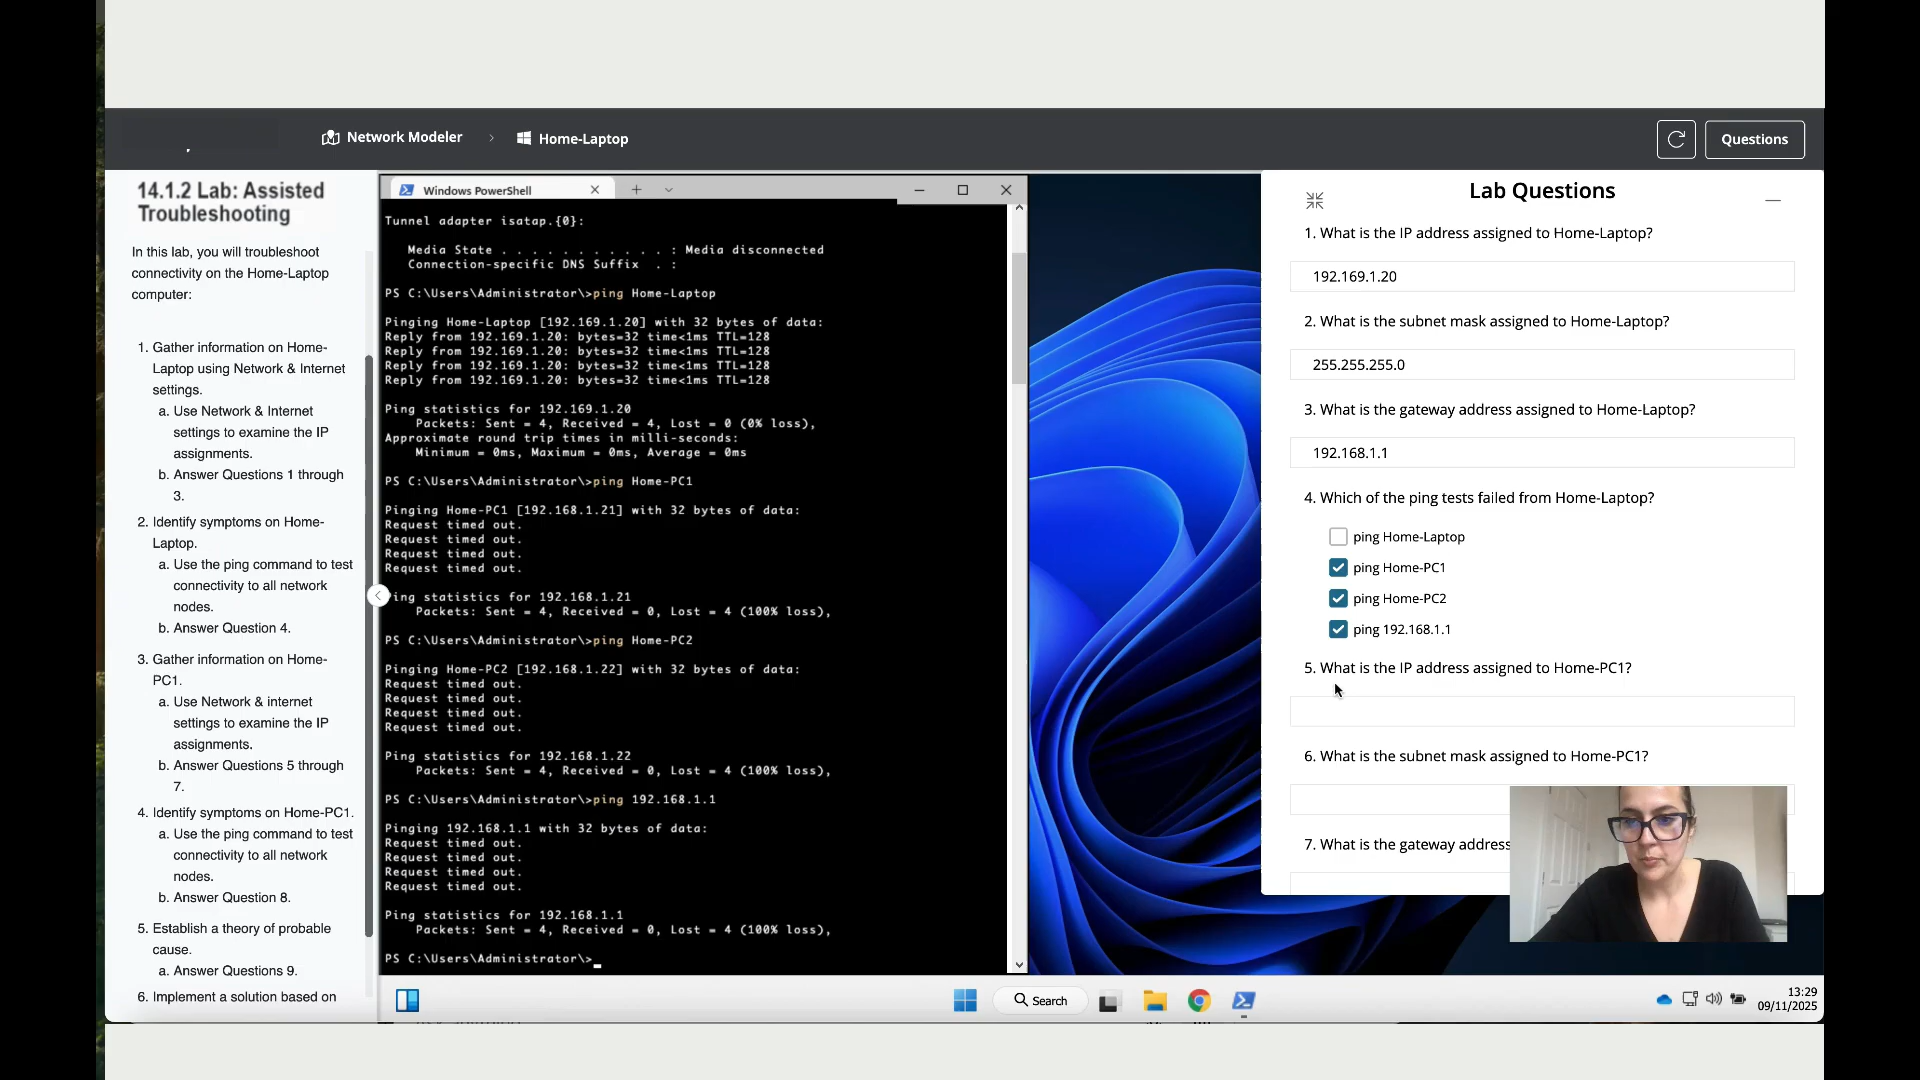 Network Modeler
Home-Laptop
Questions
14.1.2 Lab: Assisted
Troubleshooting
In this lab, you will troubleshoot
connectivity on the Home-Laptop
computer:
1. Gather information on Home-
Laptop using Network & Internet
settings.
a. Use Network & Internet
settings to examine the IP
assignments.
b. Answer Questions 1 through
3.
2. Identify symptoms on Home-
Laptop.
a. Use the ping command to test
connectivity to all network
nodes.
b. Answer Question 4.
3. Gather information on Home-
PC1.
a. Use Network & internet
settings to examine the IP
assignments.
b. Answer Questions 5 through
7.
4. Identify symptoms on Home-PC1.
a. Use the ping command to test
connectivity to all network
nodes.
b. Answer Question 8.
5. Establish a theory of probable
cause.
a. Answer Questions 9.
6. Implement a solution based on
Windows PowerShell
Tunnel adapter isatap.{0}:
Media State . . . . . . . . . . . : Media disconnected
Connection-specific DNS Suffix . :
PS C:\Users\Administrator\>ping Home-Laptop
Pinging Home-Laptop [192.169.1.20] with 32 bytes of data:
Reply from 192.169.1.20: bytes=32 time<1ms TTL=128
Reply from 192.169.1.20: bytes=32 time<1ms TTL=128
Reply from 192.169.1.20: bytes=32 time<1ms TTL=128
Reply from 192.169.1.20: bytes=32 time<1ms TTL=128
Ping statistics for 192.169.1.20
Packets: Sent = 4, Received = 4, Lost = 0 (0% loss),
Approximate round trip times in milli-seconds:
Minimum = 0ms, Maximum = 0ms, Average = 0ms
PS C:\Users\Administrator\>ping Home-PC1
Pinging Home-PC1 [192.168.1.21] with 32 bytes of data:
Request timed out.
Request timed out.
Request timed out.
Request timed out.
ing statistics for 192.168.1.21
Packets: Sent = 4, Received = 0, Lost = 4 (100% loss),
PS C:\Users\Administrator\>ping Home-PC2
Pinging Home-PC2 [192.168.1.22] with 32 bytes of data:
Request timed out.
Request timed out.
Request timed out.
Request timed out.
Ping statistics for 192.168.1.22
Packets: Sent = 4, Received = 0, Lost = 4 (100% loss),
PS C:\Users\Administrator\>ping 192.168.1.1
Pinging 192.168.1.1 with 32 bytes of data:
Request timed out.
Request timed out.
Request timed out.
Request timed out.
Ping statistics for 192.168.1.1
Packets: Sent = 4, Received = 0, Lost = 4 (100% loss),
PS C:\Users\Administrator\>
Lab Questions
1. What is the IP address assigned to Home-Laptop?
192.169.1.20
2. What is the subnet mask assigned to Home-Laptop?
255.255.255.0
3. What is the gateway address assigned to Home-Laptop?
192.168.1.1
4. Which of the ping tests failed from Home-Laptop?
ping Home-Laptop
ping Home-PC1
ping Home-PC2
ping 192.168.1.1
5. What is the IP address assigned to Home-PC1?
6. What is the subnet mask assigned to Home-PC1?
7. What is the gateway address
Search
13:29
09/11/2025